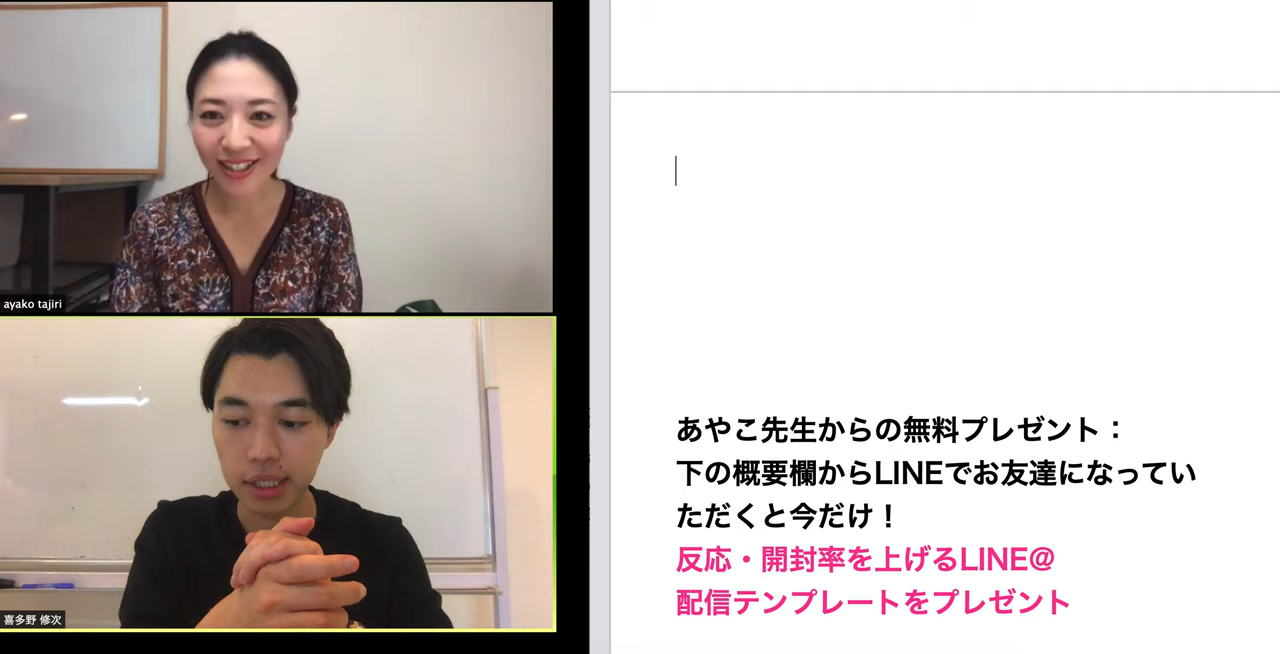 ayako tajiri
喜多野 修次
あやこ先生からの無料プレゼント：
下の概要欄からLINEでお友達になってい
ただくと今だけ！
反応・開封率を上げるLINE@
配信テンプレートをプレゼント